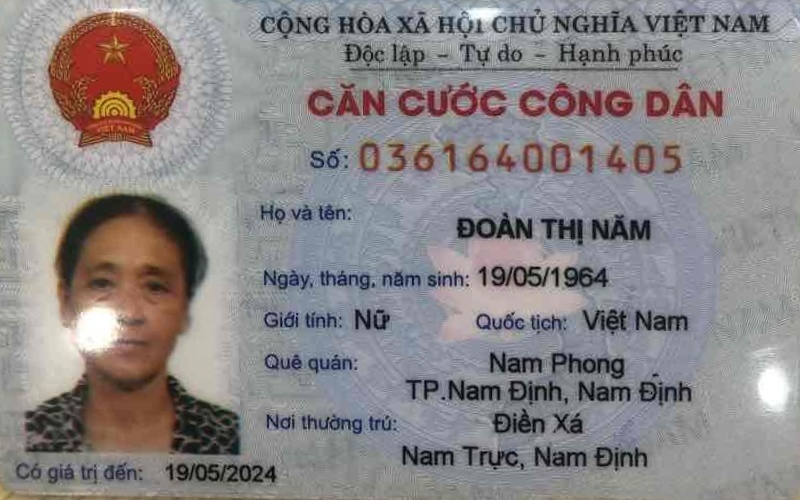 CỘNG HÒA XÃ HỘI CHỦ NGHĨA VIỆT NAM
Độc lập - Tự do - Hạnh phúc
CĂN CƯỚC CÔNG DÂN
Số: 036164001405
Họ và tên:
ĐOÀN THỊ NĂM
Ngày, tháng, năm sinh: 19/05/1964
Giới tính: Nữ Quốc tịch: Việt Nam
Quê quán: Nam Phong
TP.Nam Định, Nam Định
Nơi thường trú: Điền Xá
Nam Trực, Nam Định
Có giá trị đến: 19/05/2024
VIỆT NAM